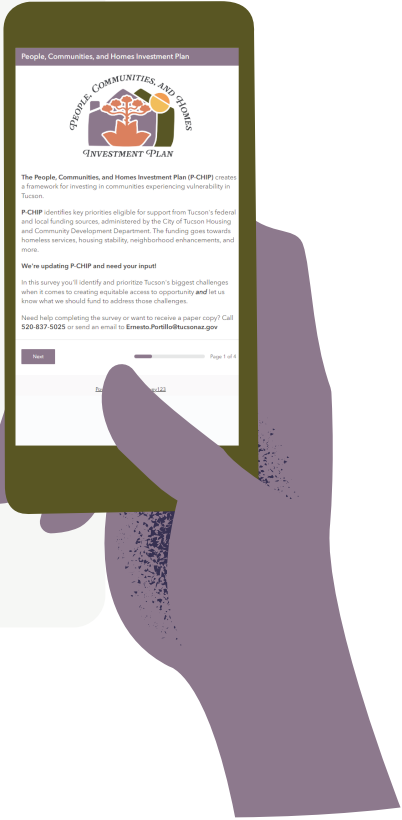 People, Communities, and Homes Investment Plan
PEOPLE, COMMUNITIES, AND HOMES
INVESTMENT PLAN
The People, Communities, and Homes Investment Plan (P-CHIP) creates
a framework for investing in communities experiencing vulnerability in
Tucson.
P-CHIP identifies key priorities eligible for support from Tucson's federal
and local funding sources, administered by the City of Tucson Housing
and Community Development Department. The funding goes towards
homeless services, housing stability, neighborhood enhancements, and
more.
We're updating P-CHIP and need your input!
In this survey you'll identify and prioritize Tucson's biggest challenges
when it comes to creating equitable access to opportunity and let us
know what we should fund to address those challenges.
Need help completing the survey or want to receive a paper copy? Call
520-837-5025 or send an email to Ernesto.Portillo@tucsonaz.gov
Next
Page 1 of 4